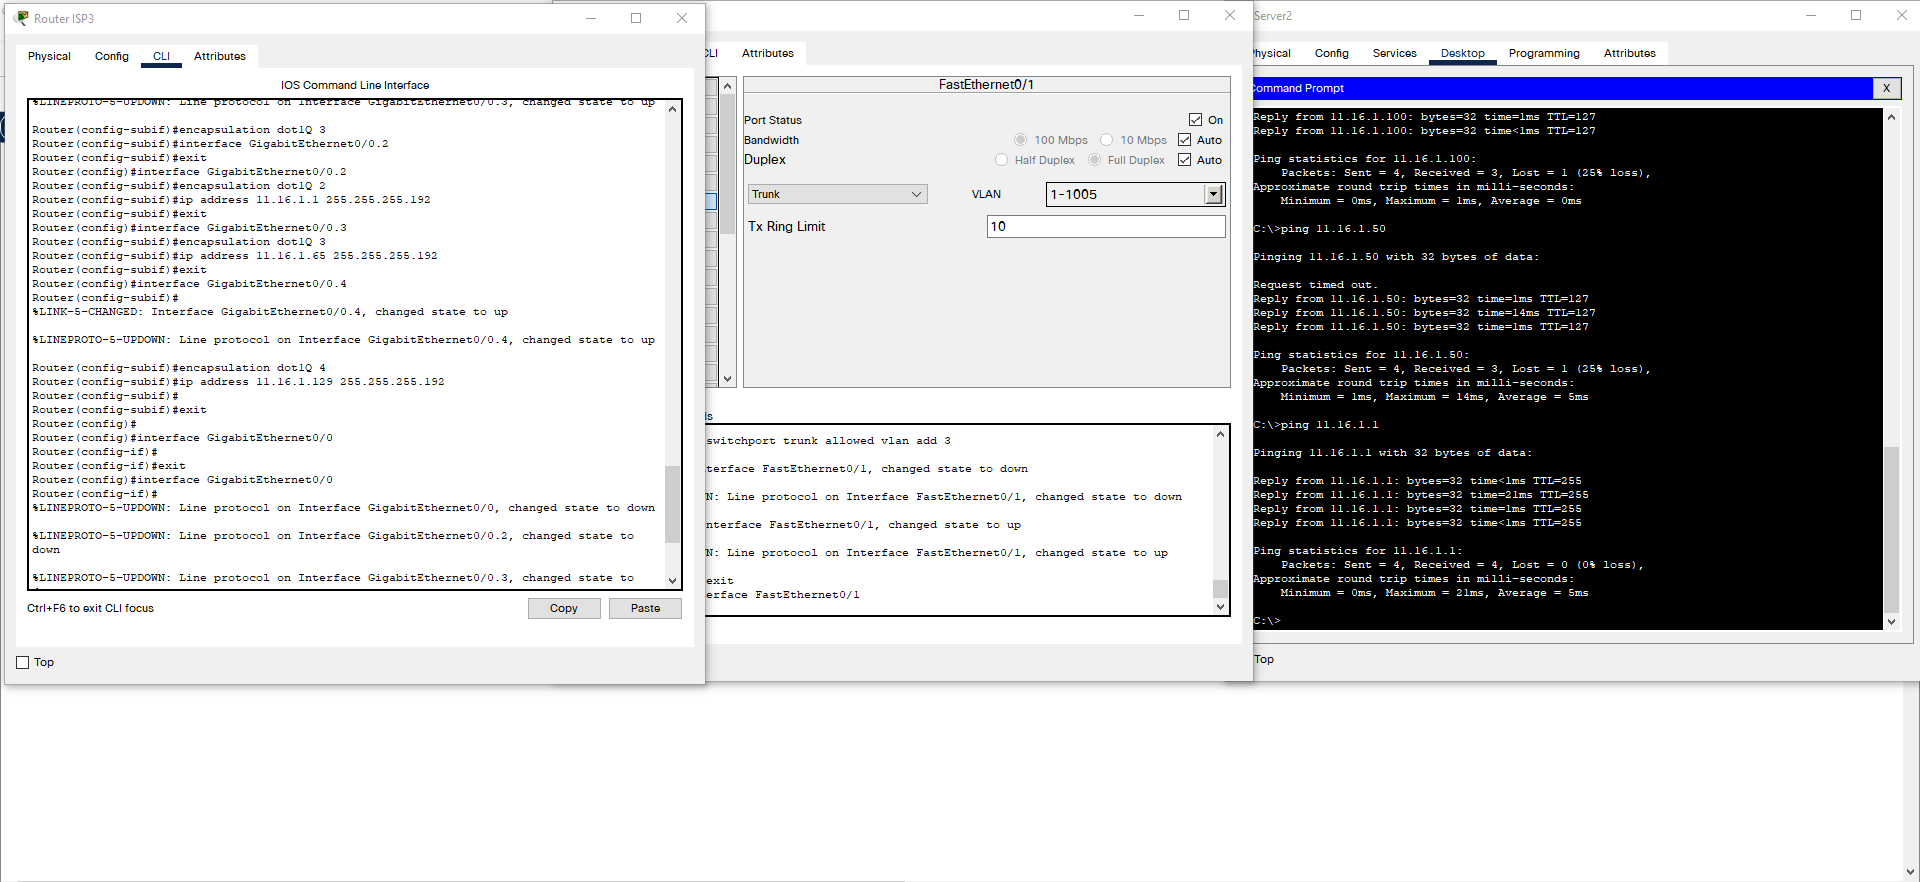 Router ISP3
Physical
Config
CLI
Attributes
IOS Command Line Interface
%LINEPROTO-5-UPDOWN: Line protocol on Interface GigabitEthernet0/0.3, changed state to up
Router(config-subif)#encapsulation dot1Q 3
Router(config-subif)#interface GigabitEthernet0/0.2
Router(config-subif)#exit
Router(config)#interface GigabitEthernet0/0.2
Router(config-subif)#encapsulation dot1Q 2
Router(config-subif)#ip address 11.16.1.1 255.255.255.192
Router(config-subif)#exit
Router(config)#interface GigabitEthernet0/0.3
Router(config-subif)#encapsulation dot1Q 3
Router(config-subif)#ip address 11.16.1.65 255.255.255.192
Router(config-subif)#exit
Router(config)#interface GigabitEthernet0/0.4
Router(config-subif)#
%LINK-5-CHANGED: Interface GigabitEthernet0/0.4, changed state to up
%LINEPROTO-5-UPDOWN: Line protocol on Interface GigabitEthernet0/0.4, changed state to up
Router(config-subif)#encapsulation dot1Q 4
Router(config-subif)#ip address 11.16.1.129 255.255.255.192
Router(config-subif)#
Router(config-subif)#exit
Router(config)#
Router(config)#interface GigabitEthernet0/0
Router(config-if)#
Router(config-if)#exit
Router(config)#interface GigabitEthernet0/0
Router(config-if)#
%LINEPROTO-5-UPDOWN: Line protocol on Interface GigabitEthernet0/0, changed state to down
%LINEPROTO-5-UPDOWN: Line protocol on Interface GigabitEthernet0/0.2, changed state to
down
%LINEPROTO-5-UPDOWN: Line protocol on Interface GigabitEthernet0/0.3, changed state to
Ctrl+F6 to exit CLI focus
Copy
Paste
Top
CLI
Attributes
FastEthernet0/1
Port Status
On
Bandwidth
100 Mbps
10 Mbps
Auto
Duplex
Half Duplex
Full Duplex
Auto
Trunk
VLAN
1-1005
Tx Ring Limit
10
ds
switchport trunk allowed vlan add 3
terface FastEthernet0/1, changed state to down
N: Line protocol on Interface FastEthernet0/1, changed state to down
nterface FastEthernet0/1, changed state to up
N: Line protocol on Interface FastEthernet0/1, changed state to up
exit
erface FastEthernet0/1
Server2
hysical
Config
Services
Desktop
Programming
Attributes
Command Prompt
X
Reply from 11.16.1.100: bytes=32 time=1ms TTL=127
Reply from 11.16.1.100: bytes=32 time<1ms TTL=127
Ping statistics for 11.16.1.100:
Packets: Sent = 4, Received = 3, Lost = 1 (25% loss),
Approximate round trip times in milli-seconds:
Minimum = 0ms, Maximum = 1ms, Average = 0ms
C:\>ping 11.16.1.50
Pinging 11.16.1.50 with 32 bytes of data:
Request timed out.
Reply from 11.16.1.50: bytes=32 time=1ms TTL=127
Reply from 11.16.1.50: bytes=32 time=14ms TTL=127
Reply from 11.16.1.50: bytes=32 time=1ms TTL=127
Ping statistics for 11.16.1.50:
Packets: Sent = 4, Received = 3, Lost = 1 (25% loss),
Approximate round trip times in milli-seconds:
Minimum = 1ms, Maximum = 14ms, Average = 5ms
C:\>ping 11.16.1.1
Pinging 11.16.1.1 with 32 bytes of data:
Reply from 11.16.1.1: bytes=32 time<1ms TTL=255
Reply from 11.16.1.1: bytes=32 time=21ms TTL=255
Reply from 11.16.1.1: bytes=32 time=1ms TTL=255
Reply from 11.16.1.1: bytes=32 time<1ms TTL=255
Ping statistics for 11.16.1.1:
Packets: Sent = 4, Received = 4, Lost = 0 (0% loss),
Approximate round trip times in milli-seconds:
Minimum = 0ms, Maximum = 21ms, Average = 5ms
C:\>
Top